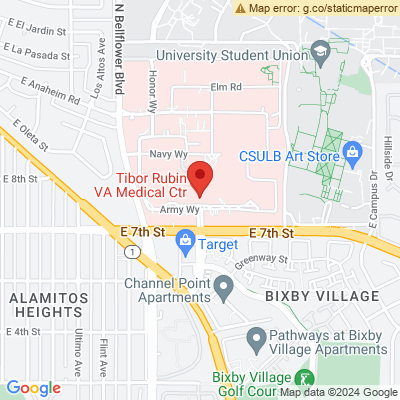 Map error: g.co/staticmaperror
N Bellflower Blvd
E El Jardin St
E La Pasada St
Los Altos Ave
Honor Wy
University Student Union
Elm Rd
E Anaheim Rd
E Oleta St
Navy Wy
CSULB Art Store
Hillside Dr
E Campus Dr
E 8th St
Tibor Rubin
VA Medical Ctr
Army Wy
E 7th St
E 7th St
Target
1
Greenway St
Channel Point
Apartments
BIXBY VILLAGE
ALAMITOS
HEIGHTS
E 4th St
Ultimo Ave
Flint Ave
Pathways at Bixby
Village Apartments
Bixby Village
Golf Cour
Google
Map data ©2024 Google